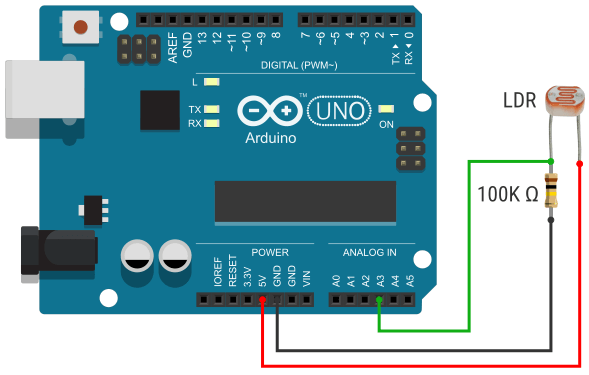 AREF
GND
13
12
~11
~10
~9
8
7
~6
~5
4
~3
2
TX ▸ 1
RX ◂ 0
DIGITAL (PWM~)
L
TX
RX
™
UNO
ON
Arduino
LDR
100K Ω
POWER
ANALOG IN
IOREF
RESET
3.3V
5V
GND
GND
VIN
A0
A1
A2
A3
A4
A5